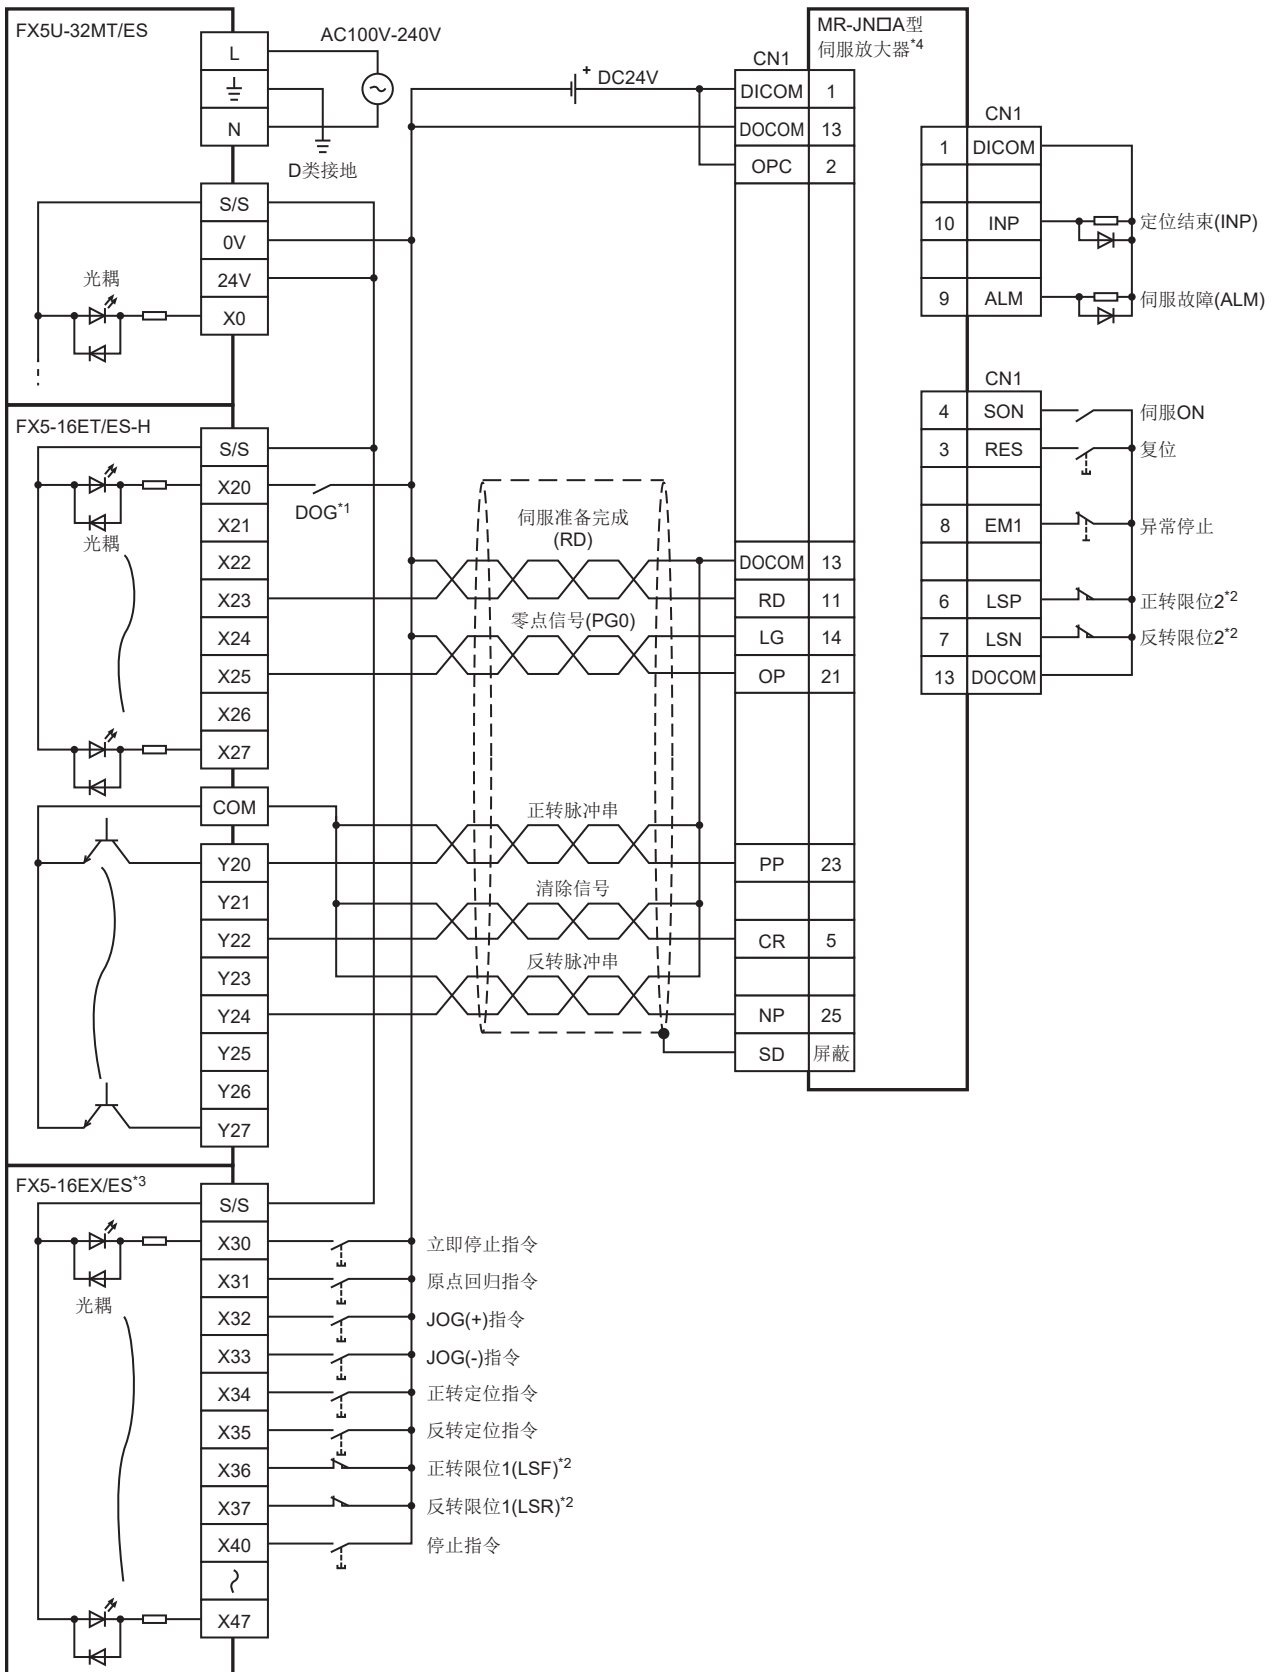 FX5U-32MT/ES
L
N
AC100V-240V
D类接地
DC24V
+
S/S
0V
24V
X0
光耦
FX5-16ET/ES-H
S/S
X20
X21
X22
X23
X24
X25
X26
X27
光耦
DOG*1
COM
Y20
Y21
Y22
Y23
Y24
Y25
Y26
Y27
伺服准备完成
(RD)
零点信号(PG0)
正转脉冲串
清除信号
反转脉冲串
FX5-16EX/ES*3
S/S
X30
X31
X32
X33
X34
X35
X36
X37
X40
X47
光耦
立即停止指令
原点回归指令
JOG(+)指令
JOG(-)指令
正转定位指令
反转定位指令
正转限位1(LSF)*2
反转限位1(LSR)*2
停止指令
MR-JN□A型
伺服放大器*4
CN1
DICOM 1
DOCOM 13
OPC 2
DOCOM 13
RD 11
LG 14
OP 21
PP 23
CR 5
NP 25
SD 屏蔽
CN1
1 DICOM
10 INP 定位结束(INP)
9 ALM 伺服故障(ALM)
CN1
4 SON 伺服ON
3 RES 复位
8 EM1 异常停止
6 LSP 正转限位2*2
7 LSN 反转限位2*2
13 DOCOM